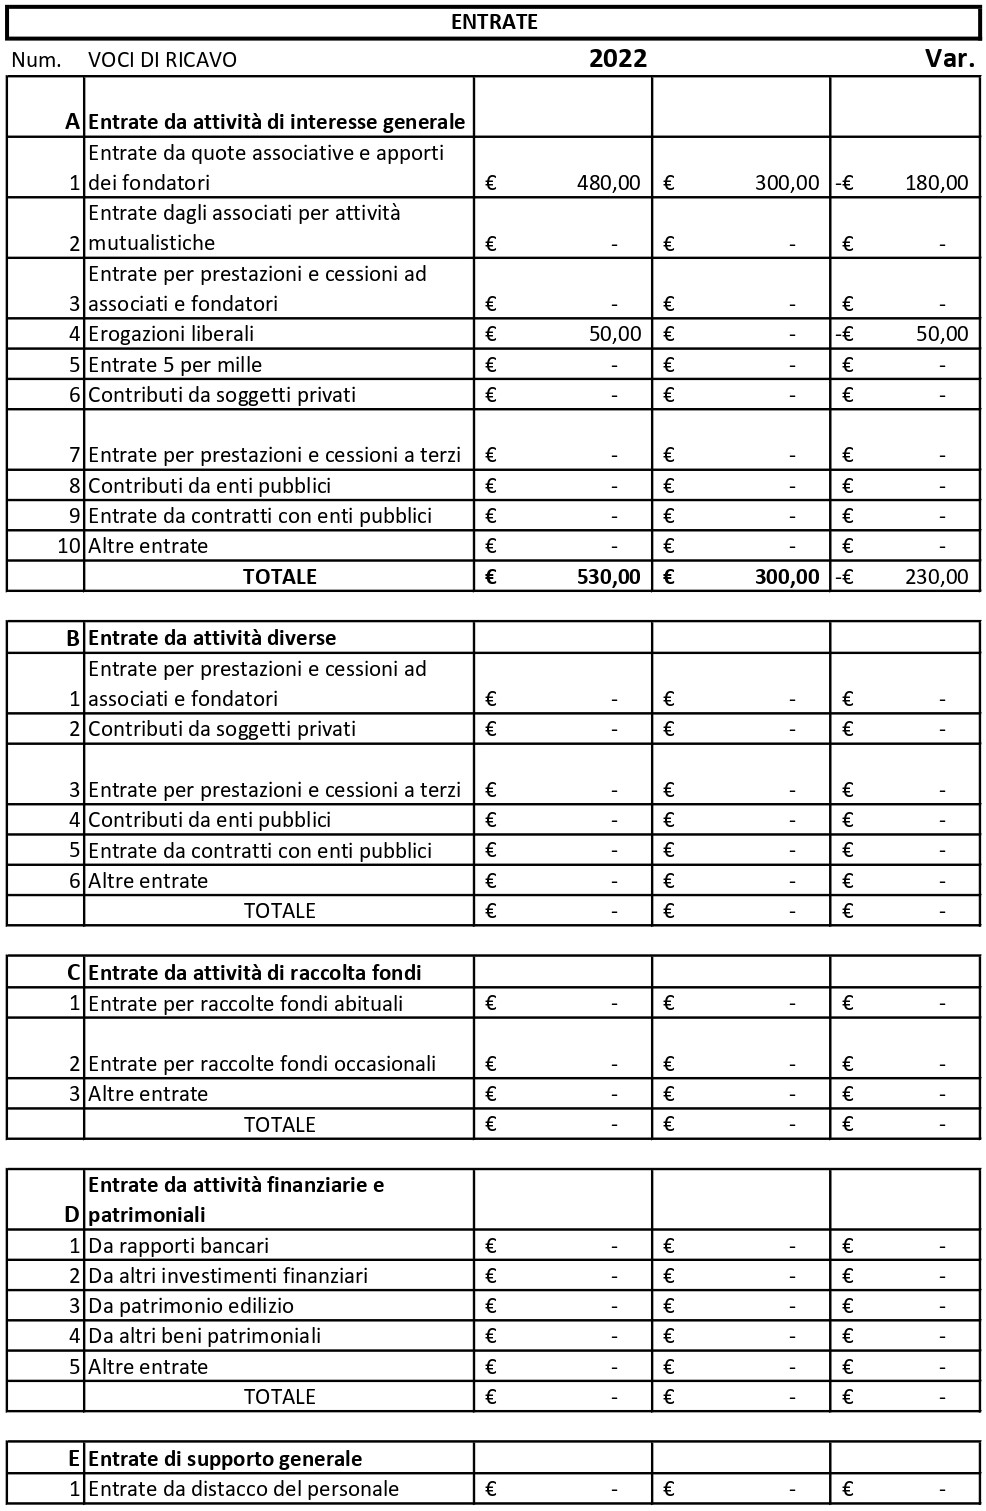 ENTRATE
Num. VOCI DI RICAVO 2022 Var.
A Entrate da attività di interesse generale
Entrate da quote associative e apporti
1 dei fondatori € 480,00 € 300,00 -€ 180,00
Entrate dagli associati per attività
2 mutualistiche € - € - € -
Entrate per prestazioni e cessioni ad
3 associati e fondatori € - € - € -
4 Erogazioni liberali € 50,00 € - -€ 50,00
5 Entrate 5 per mille € - € - € -
6 Contributi da soggetti privati € - € - € -
7 Entrate per prestazioni e cessioni a terzi € - € - € -
8 Contributi da enti pubblici € - € - € -
9 Entrate da contratti con enti pubblici € - € - € -
10 Altre entrate € - € - € -
TOTALE € 530,00 € 300,00 -€ 230,00
B Entrate da attività diverse
Entrate per prestazioni e cessioni ad
1 associati e fondatori € - € - € -
2 Contributi da soggetti privati € - € - € -
3 Entrate per prestazioni e cessioni a terzi € - € - € -
4 Contributi da enti pubblici € - € - € -
5 Entrate da contratti con enti pubblici € - € - € -
6 Altre entrate € - € - € -
TOTALE € - € - € -
C Entrate da attività di raccolta fondi
1 Entrate per raccolte fondi abituali € - € - € -
2 Entrate per raccolte fondi occasionali € - € - € -
3 Altre entrate € - € - € -
TOTALE € - € - € -
Entrate da attività finanziarie e
D patrimoniali
1 Da rapporti bancari € - € - € -
2 Da altri investimenti finanziari € - € - € -
3 Da patrimonio edilizio € - € - € -
4 Da altri beni patrimoniali € - € - € -
5 Altre entrate € - € - € -
TOTALE € - € - € -
E Entrate di supporto generale
1 Entrate da distacco del personale € - € - € -